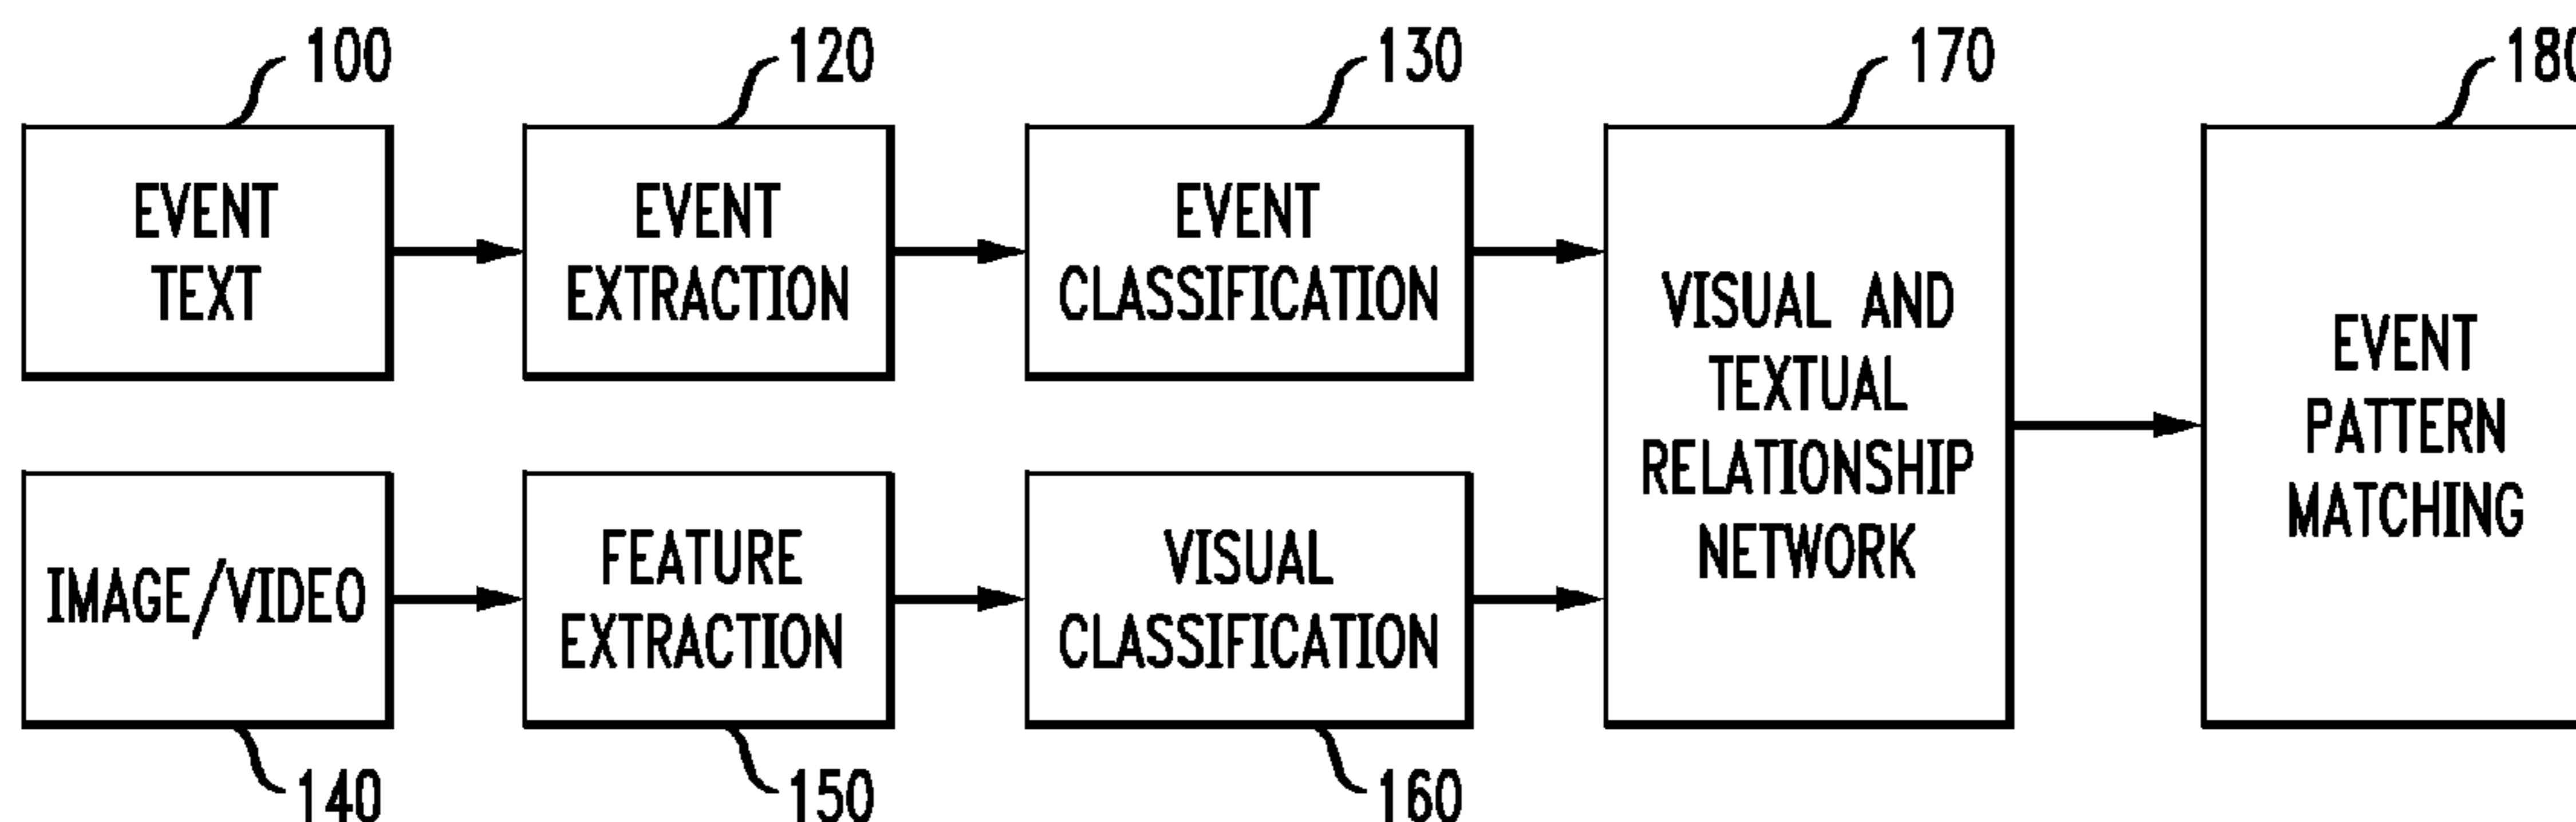 100
120
130
170
180
EVENT
TEXT
EVENT
EXTRACTION
EVENT
CLASSIFICATION
VISUAL AND
TEXTUAL
RELATIONSHIP
NETWORK
EVENT
PATTERN
MATCHING
IMAGE/VIDEO
FEATURE
EXTRACTION
VISUAL
CLASSIFICATION
140
150
160